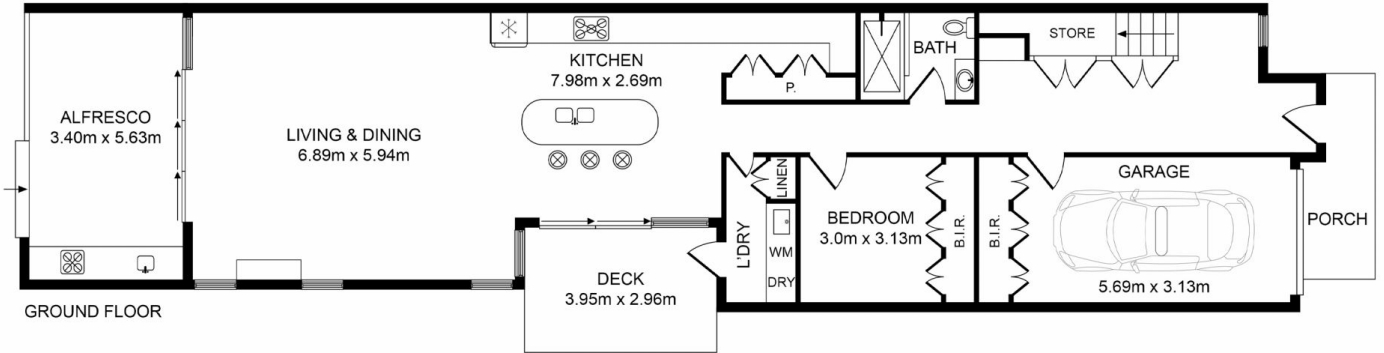 ALFRESCO
3.40m x 5.63m
LIVING & DINING
6.89m x 5.94m
KITCHEN
7.98m x 2.69m
P.
BATH
STORE
LINEN
L'DRY
WM
DRY
BEDROOM
3.0m x 3.13m
B.I.R.
B.I.R.
GARAGE
5.69m x 3.13m
PORCH
DECK
3.95m x 2.96m
GROUND FLOOR